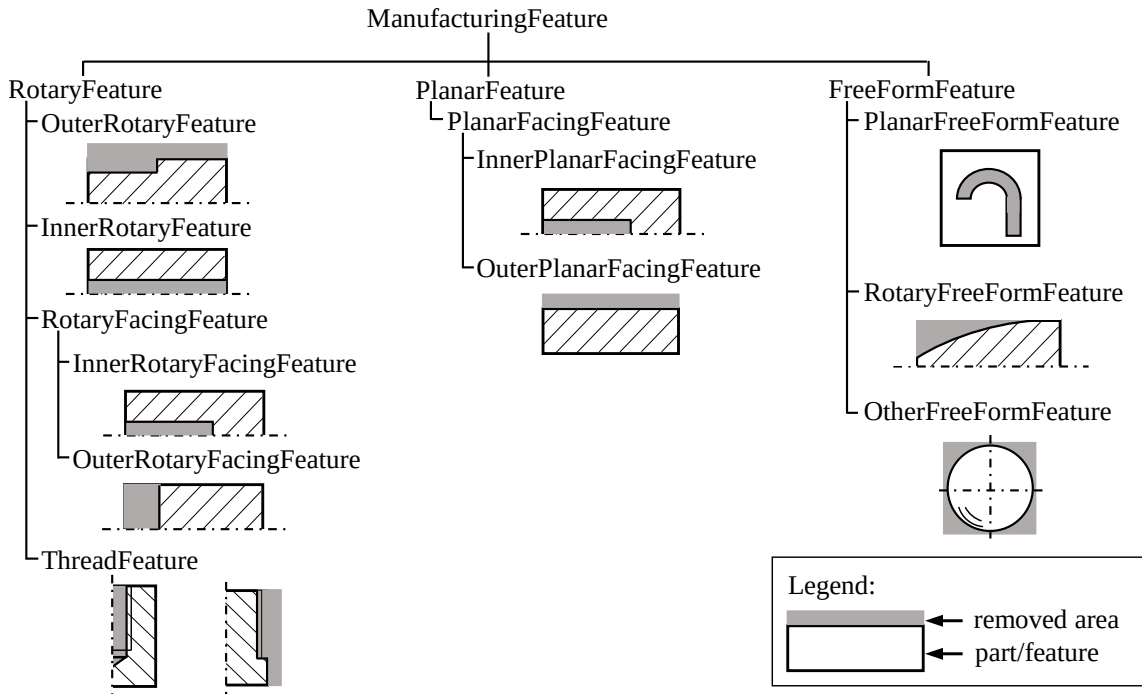 ManufacturingFeature
RotaryFeature
OuterRotaryFeature
InnerRotaryFeature
RotaryFacingFeature
InnerRotaryFacingFeature
OuterRotaryFacingFeature
ThreadFeature
PlanarFeature
PlanarFacingFeature
InnerPlanarFacingFeature
OuterPlanarFacingFeature
FreeFormFeature
PlanarFreeFormFeature
RotaryFreeFormFeature
OtherFreeFormFeature
Legend:
removed area
part/feature